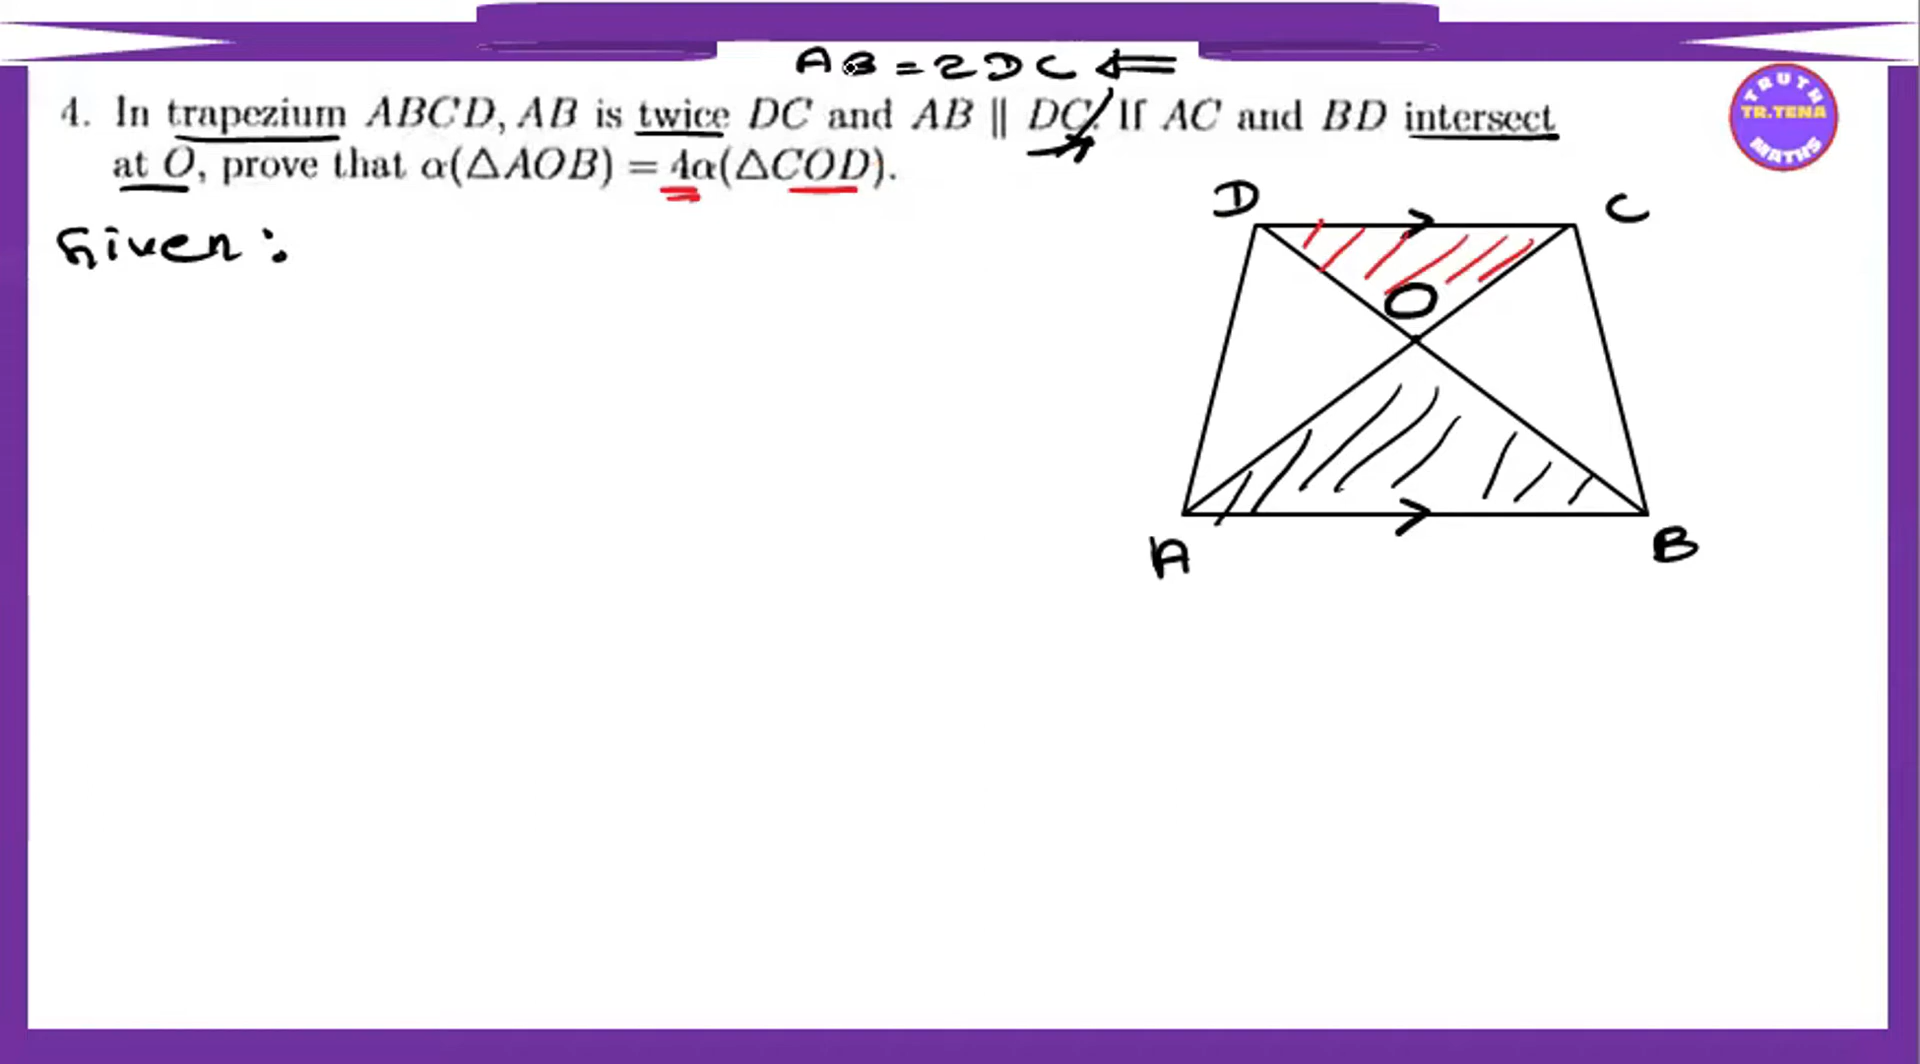 AB = 2DC ⇐
4. In trapezium ABCD, AB is twice DC and AB ∥ DC. If AC and BD intersect
at O, prove that α(△AOB) = 4α(△COD).
TRUTH
TR.TENA
MATHS
Given:
D
C
O
A
B